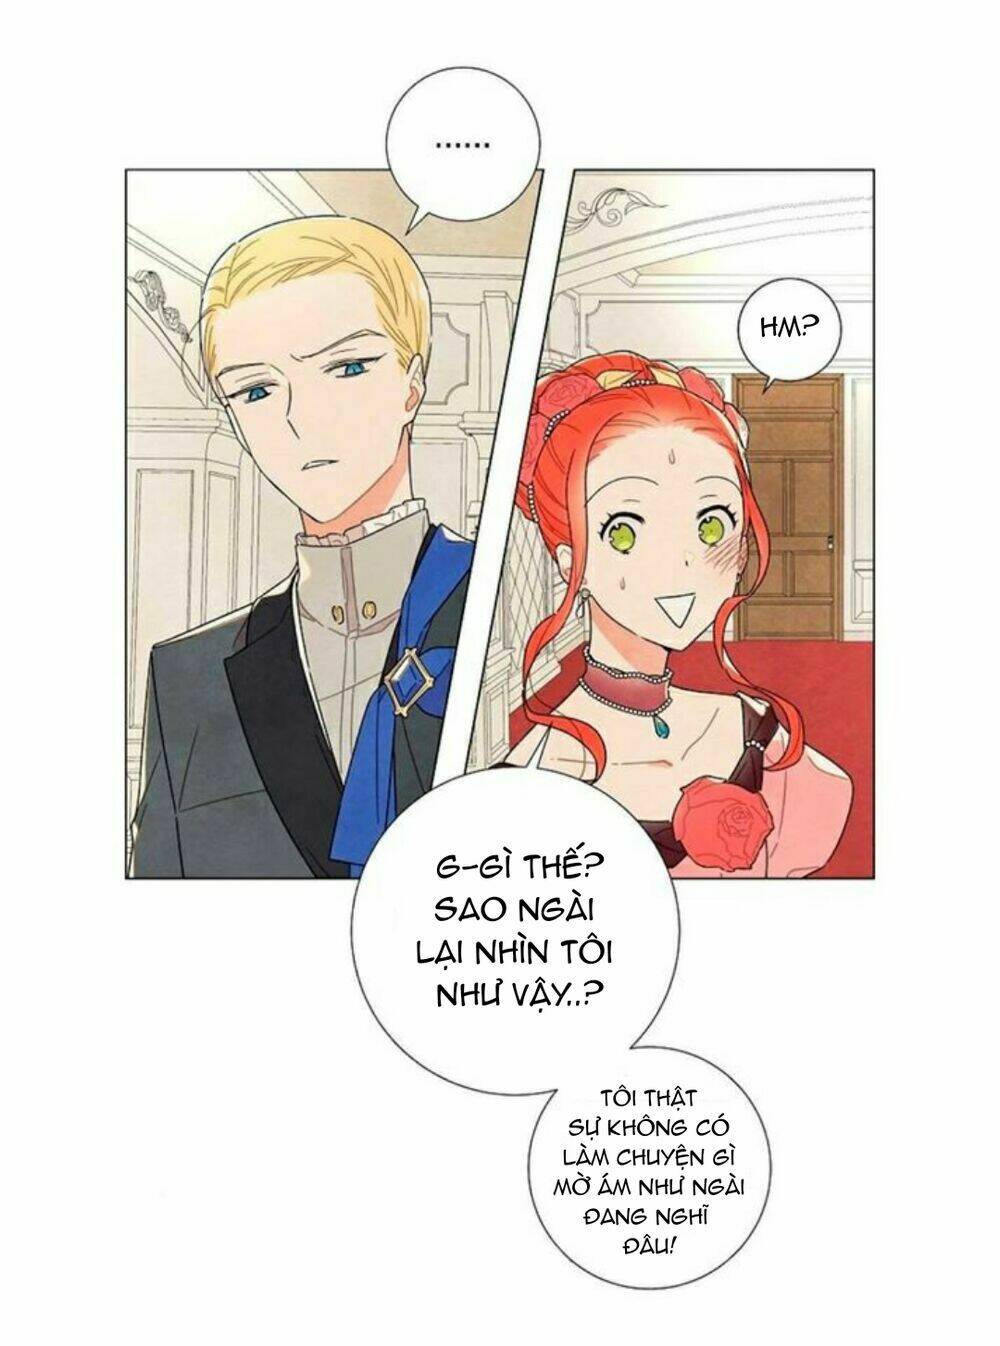 ......
HM?
G-GÌ THẾ?
SAO NGÀI
LẠI NHÌN TÔI
NHƯ VẬY..?
TÔI THẬT
SỰ KHÔNG CÓ
LÀM CHUYỆN GÌ
MỜ ÁM NHƯ NGÀI
ĐANG NGHĨ
ĐÂU!